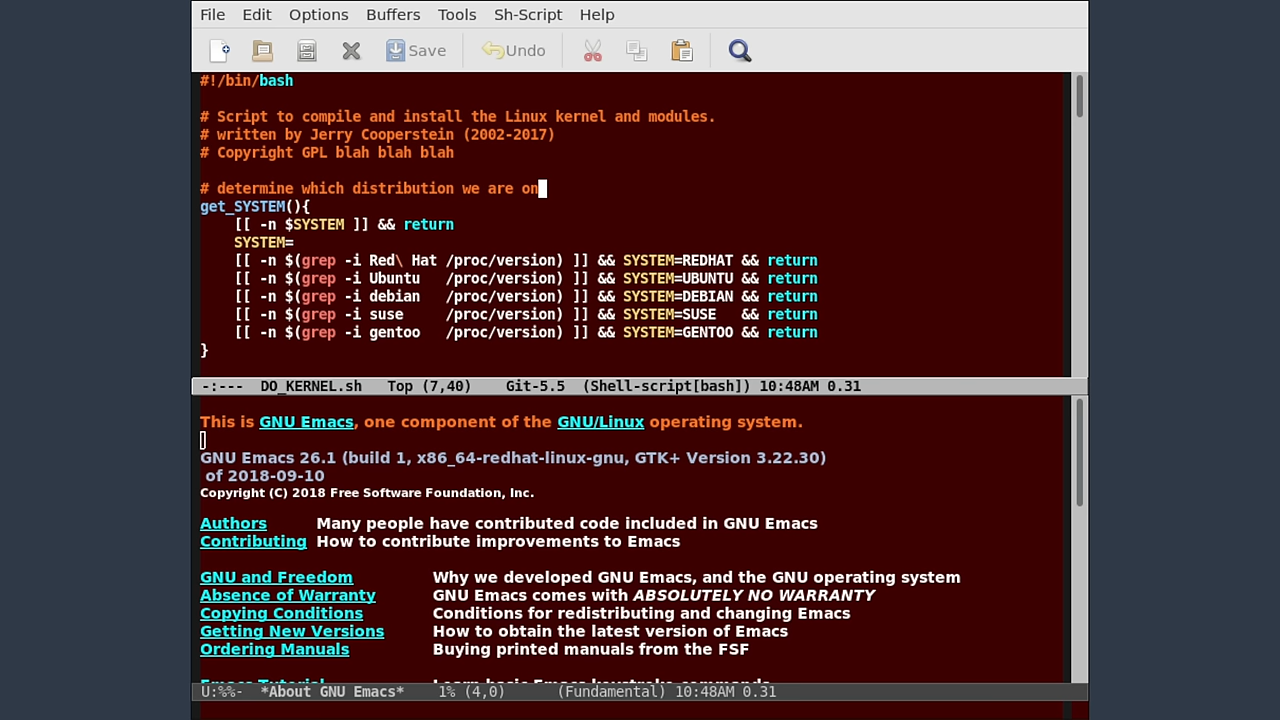 File Edit Options Buffers Tools Sh-Script Help
Save Undo
#!/bin/bash
# Script to compile and install the Linux kernel and modules.
# written by Jerry Cooperstein (2002-2017)
# Copyright GPL blah blah blah
# determine which distribution we are on
get_SYSTEM(){
    [[ -n $SYSTEM ]] && return
    SYSTEM=
    [[ -n $(grep -i Red\ Hat /proc/version) ]] && SYSTEM=REDHAT && return
    [[ -n $(grep -i Ubuntu   /proc/version) ]] && SYSTEM=UBUNTU && return
    [[ -n $(grep -i debian   /proc/version) ]] && SYSTEM=DEBIAN && return
    [[ -n $(grep -i suse     /proc/version) ]] && SYSTEM=SUSE   && return
    [[ -n $(grep -i gentoo   /proc/version) ]] && SYSTEM=GENTOO && return
}
-:---  DO_KERNEL.sh   Top (7,40)    Git-5.5  (Shell-script[bash]) 10:48AM 0.31
This is GNU Emacs, one component of the GNU/Linux operating system.
GNU Emacs 26.1 (build 1, x86_64-redhat-linux-gnu, GTK+ Version 3.22.30)
 of 2018-09-10
Copyright (C) 2018 Free Software Foundation, Inc.
Authors Many people have contributed code included in GNU Emacs
Contributing How to contribute improvements to Emacs
GNU and Freedom Why we developed GNU Emacs, and the GNU operating system
Absence of Warranty GNU Emacs comes with ABSOLUTELY NO WARRANTY
Copying Conditions Conditions for redistributing and changing Emacs
Getting New Versions How to obtain the latest version of Emacs
Ordering Manuals Buying printed manuals from the FSF
Emacs Tutorial Learn basic Emacs keystroke commands
U:%%-  *About GNU Emacs*    1% (4,0)      (Fundamental) 10:48AM 0.31